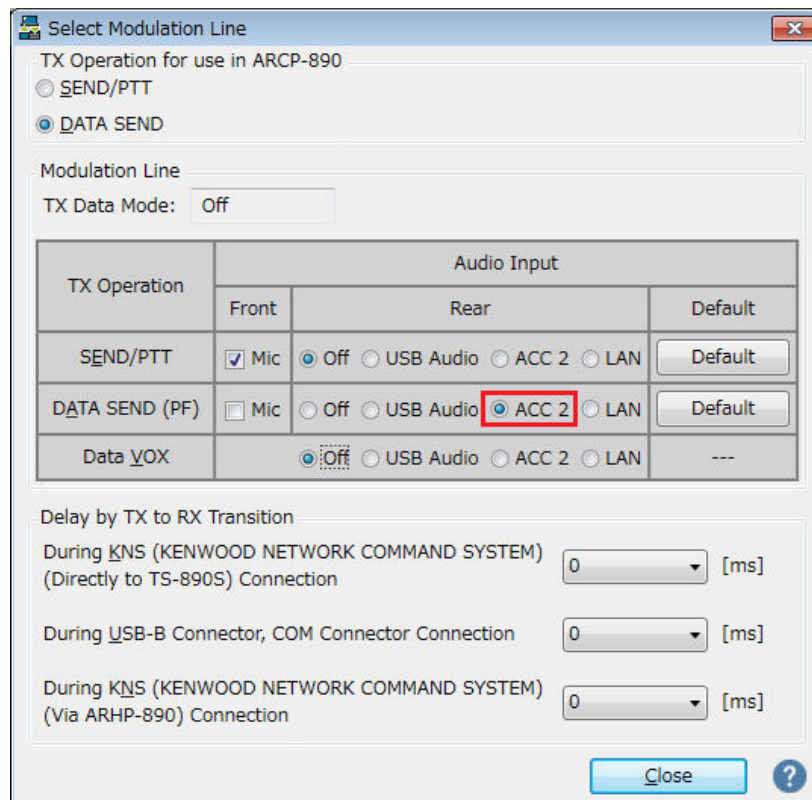 Select Modulation Line
TX Operation for use in ARCP-890
SEND/PTT
DATA SEND
Modulation Line
TX Data Mode: Off
TX Operation
Audio Input
Front Rear Default
SEND/PTT Mic Off USB Audio ACC 2 LAN Default
DATA SEND (PF) Mic Off USB Audio ACC 2 LAN Default
Data VOX Off USB Audio ACC 2 LAN ---
Delay by TX to RX Transition
During KNS (KENWOOD NETWORK COMMAND SYSTEM)
(Directly to TS-890S) Connection
0 [ms]
During USB-B Connector, COM Connector Connection 0 [ms]
During KNS (KENWOOD NETWORK COMMAND SYSTEM)
(Via ARHP-890) Connection
0 [ms]
Close ?